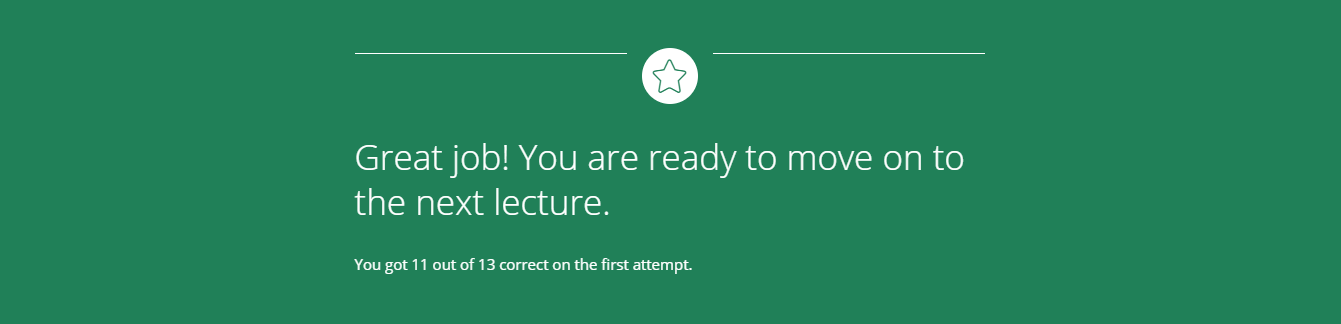 Great job! You are ready to move on to
the next lecture.
You got 11 out of 13 correct on the first attempt.